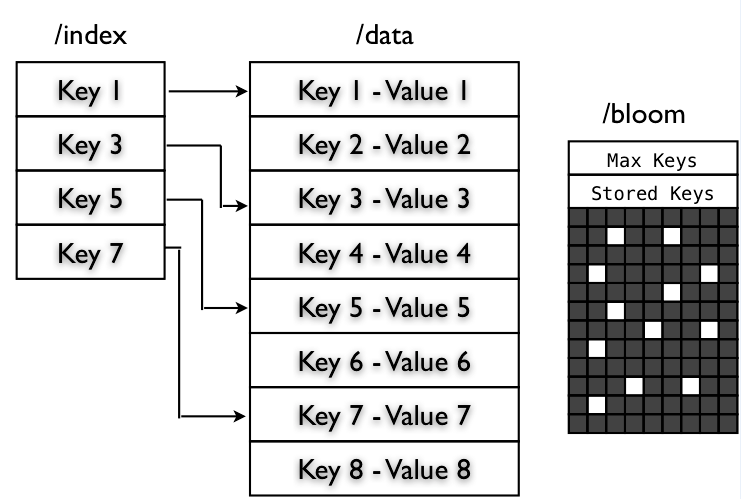 /index
Key 1
Key 3
Key 5
Key 7
/data
Key 1 - Value 1
Key 2 - Value 2
Key 3 - Value 3
Key 4 - Value 4
Key 5 - Value 5
Key 6 - Value 6
Key 7 - Value 7
Key 8 - Value 8
/bloom
Max Keys
Stored Keys